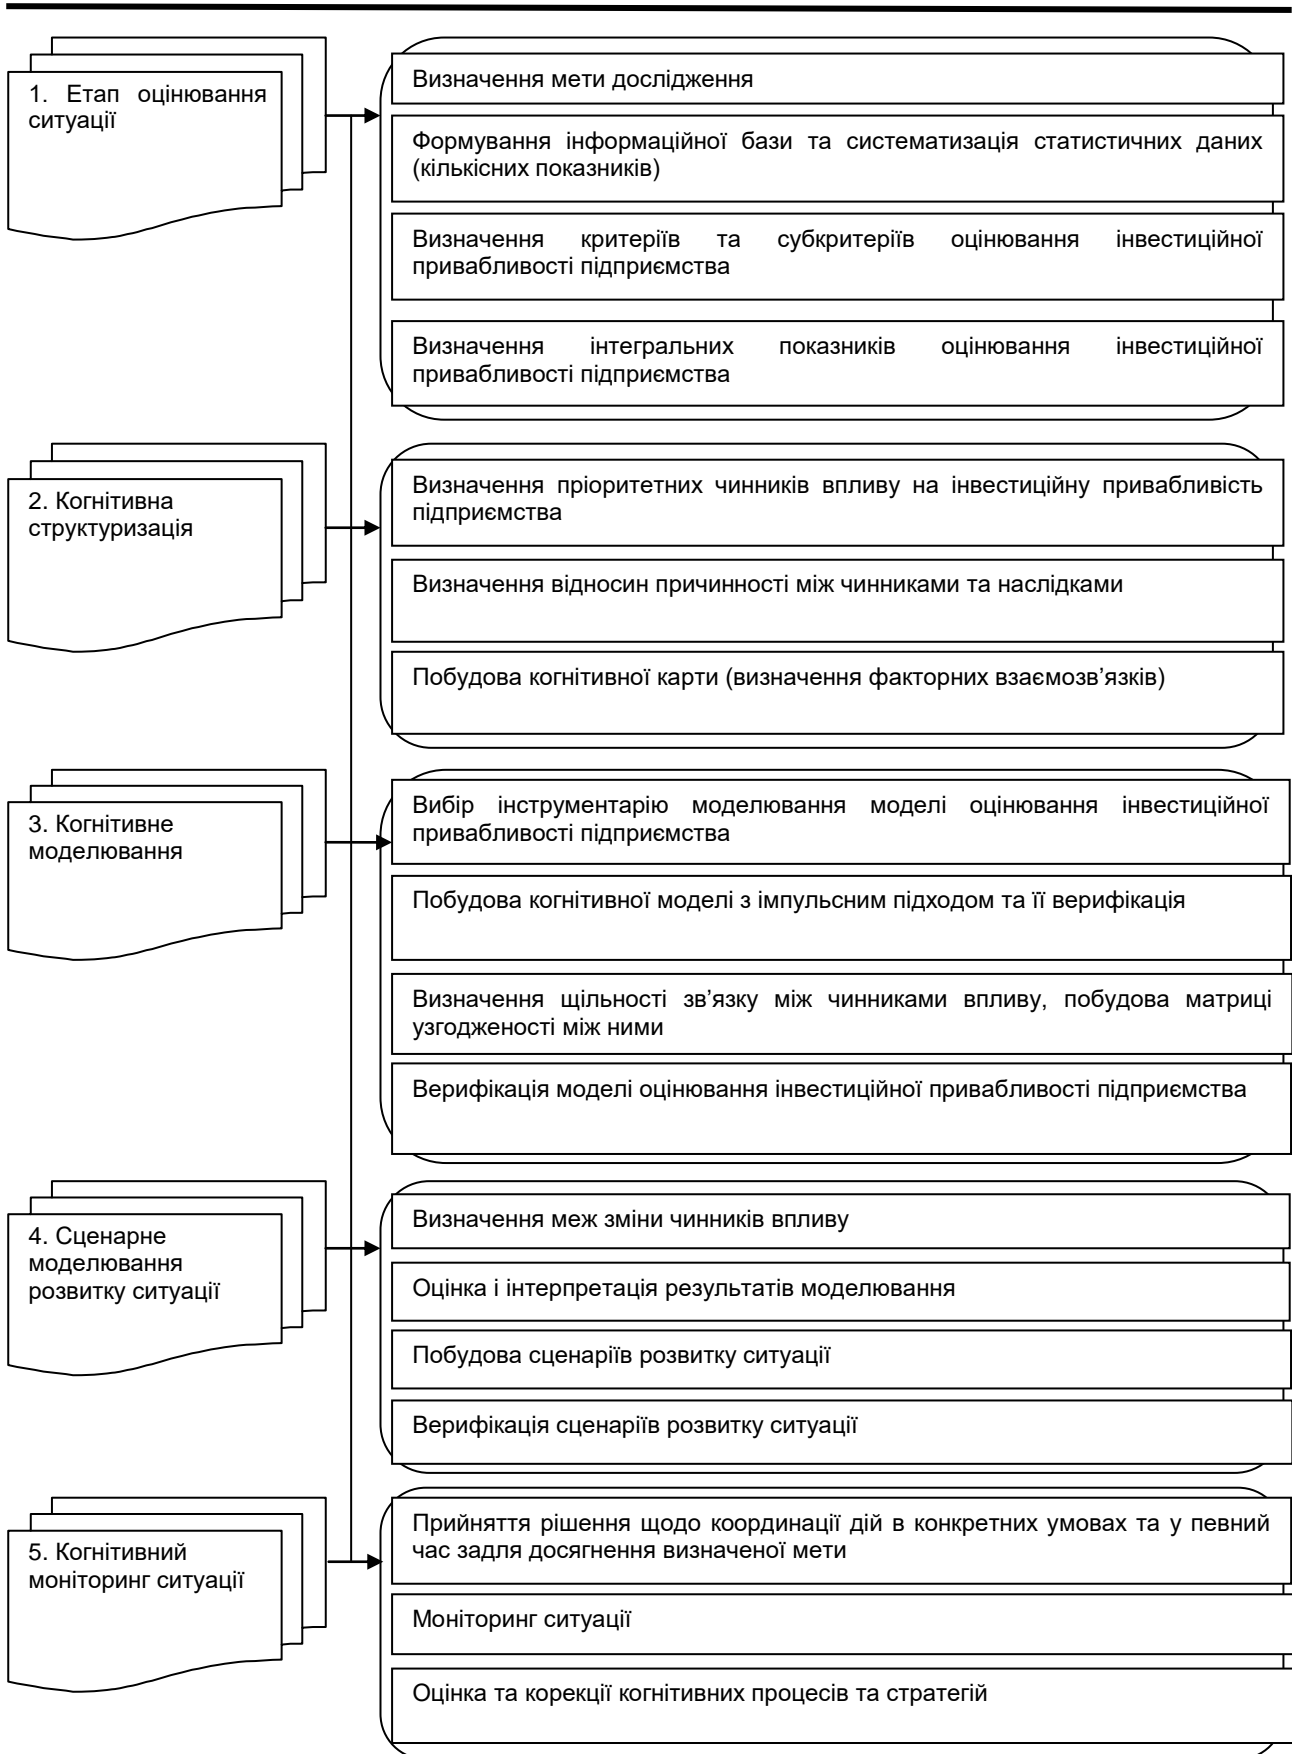 1. Етап оцінювання
ситуації
Визначення мети дослідження
Формування інформаційної бази та систематизація статистичних даних
(кількісних показників)
Визначення критеріїв та субкритеріїв оцінювання інвестиційної
привабливості підприємства
Визначення інтегральних показників оцінювання інвестиційної
привабливості підприємства
2. Когнітивна
структуризація
Визначення пріоритетних чинників впливу на інвестиційну привабливість
підприємства
Визначення відносин причинності між чинниками та наслідками
Побудова когнітивної карти (визначення факторних взаємозв’язків)
3. Когнітивне
моделювання
Вибір інструментарію моделювання моделі оцінювання інвестиційної
привабливості підприємства
Побудова когнітивної моделі з імпульсним підходом та її верифікація
Визначення щільності зв’язку між чинниками впливу, побудова матриці
узгодженості між ними
Верифікація моделі оцінювання інвестиційної привабливості підприємства
4. Сценарне
моделювання
розвитку ситуації
Визначення меж зміни чинників впливу
Оцінка і інтерпретація результатів моделювання
Побудова сценаріїв розвитку ситуації
Верифікація сценаріїв розвитку ситуації
5. Когнітивний
моніторинг ситуації
Прийняття рішення щодо координації дій в конкретних умовах та у певний
час задля досягнення визначеної мети
Моніторинг ситуації
Оцінка та корекції когнітивних процесів та стратегій